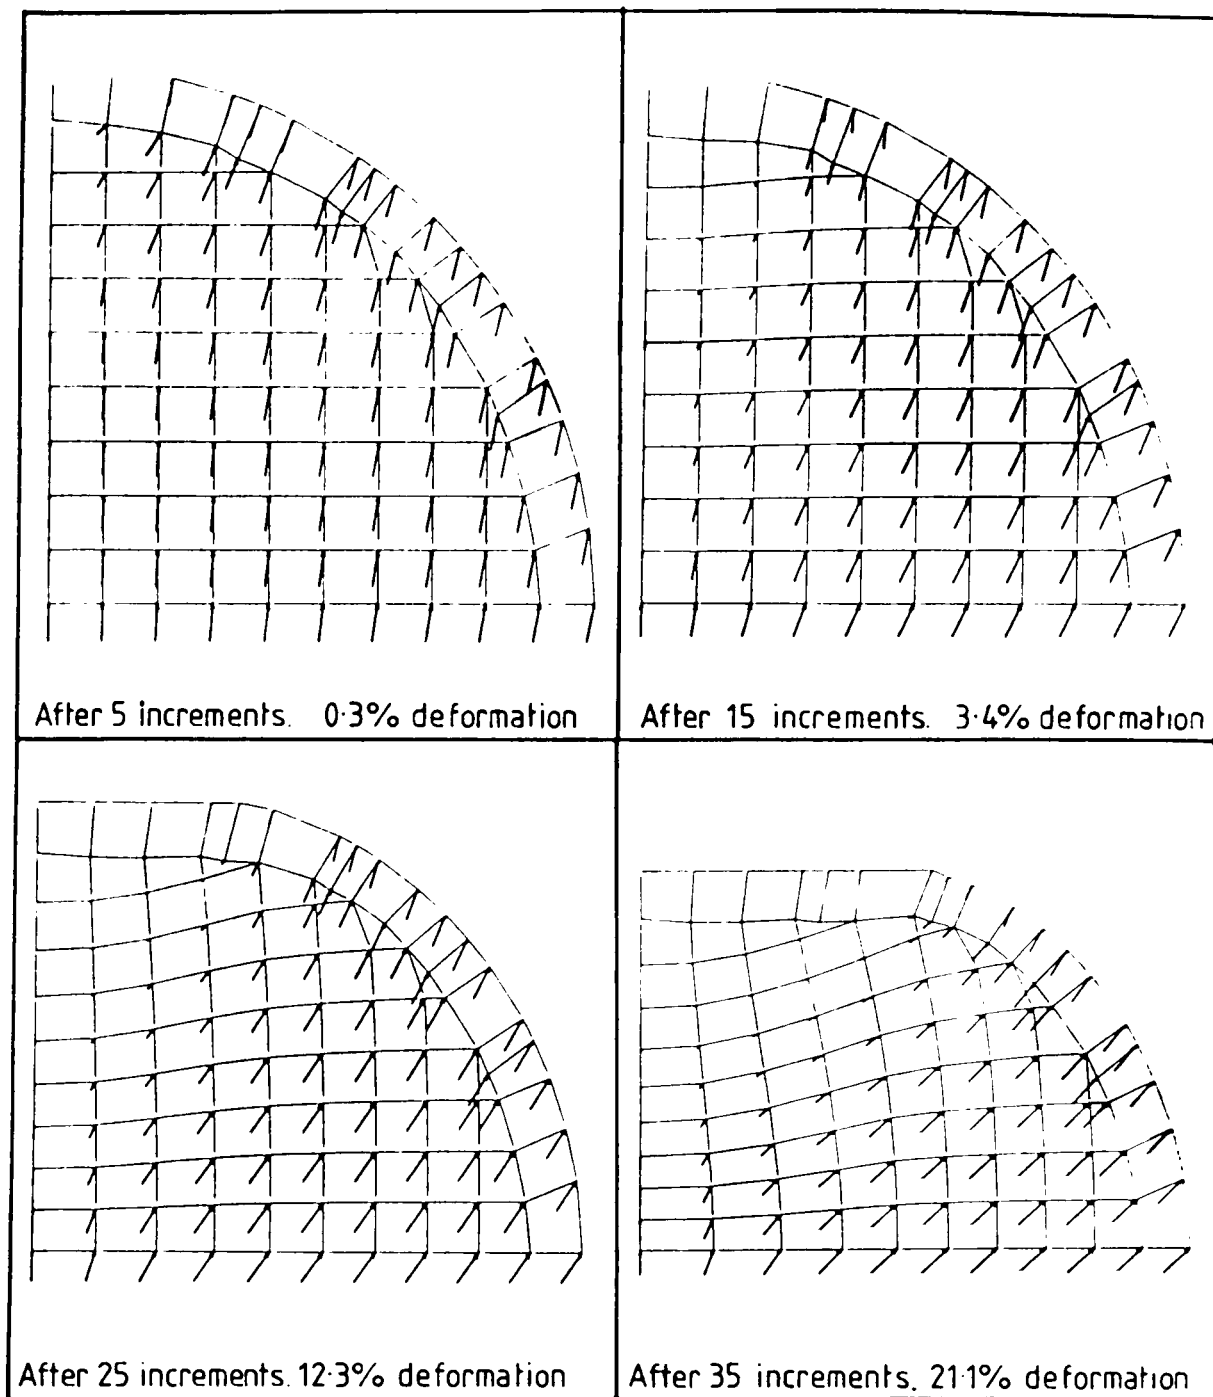 After 5 increments. 0·3% deformation
After 15 increments. 3·4% deformation
After 25 increments. 12·3% deformation
After 35 increments. 21·1% deformation